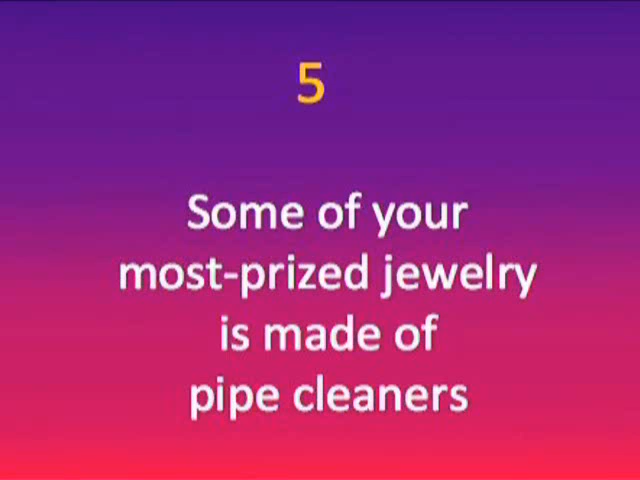 5
Some of your
most-prized jewelry
is made of
pipe cleaners